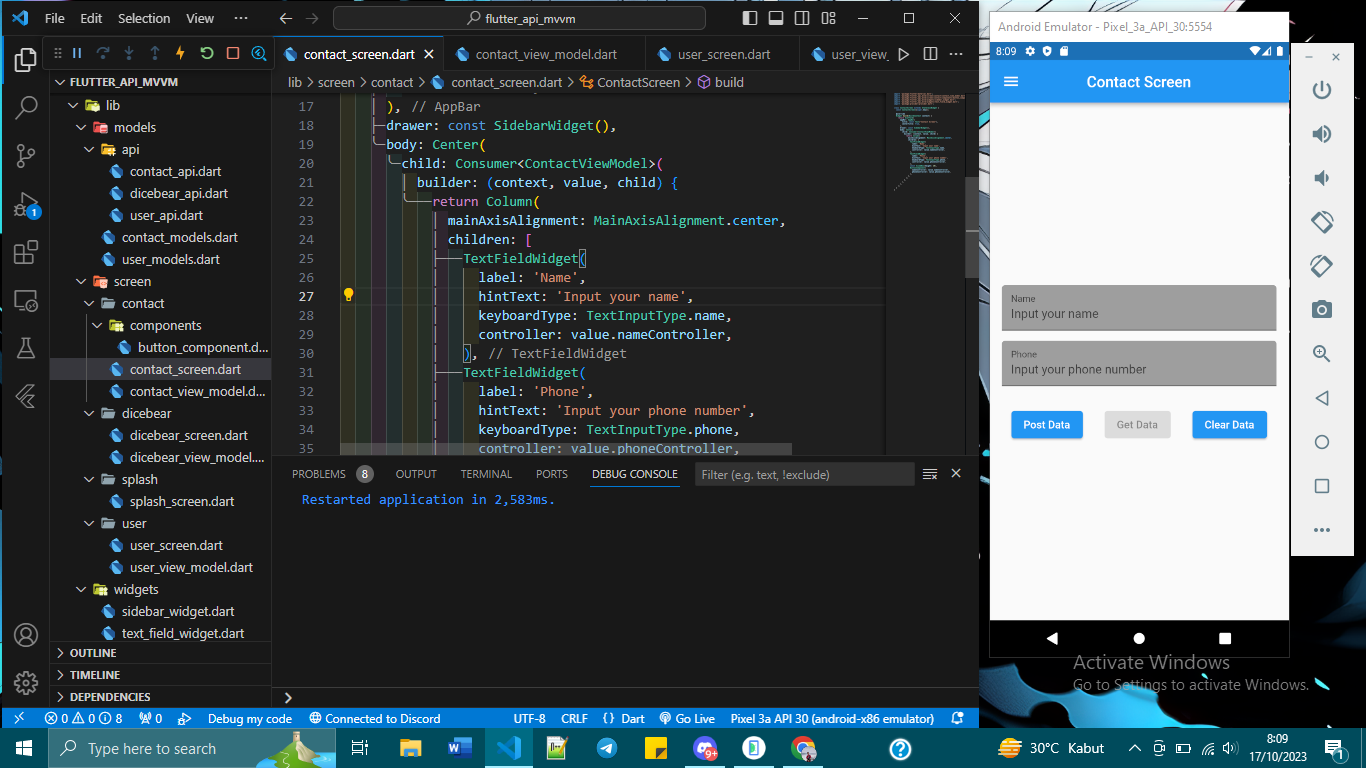 File Edit Selection View ··· flutter_api_mvvm
contact_screen.dart contact_view_model.dart user_screen.dart user_view_
lib > screen > contact > contact_screen.dart > ContactScreen > build
FLUTTER_API_MVVM
lib
models
api
contact_api.dart
dicebear_api.dart
user_api.dart
contact_models.dart
user_models.dart
screen
contact
components
button_component.d...
contact_screen.dart
contact_view_model.d...
dicebear
dicebear_screen.dart
dicebear_view_model....
splash
splash_screen.dart
user
user_screen.dart
user_view_model.dart
widgets
sidebar_widget.dart
text_field_widget.dart
OUTLINE
TIMELINE
DEPENDENCIES
1
17 ), // AppBar
18 drawer: const SidebarWidget(),
19 body: Center(
20 child: Consumer<ContactViewModel>(
21 builder: (context, value, child) {
22 return Column(
23 mainAxisAlignment: MainAxisAlignment.center,
24 children: [
25 TextFieldWidget(
26 label: 'Name',
27 hintText: 'Input your name',
28 keyboardType: TextInputType.name,
29 controller: value.nameController,
30 ), // TextFieldWidget
31 TextFieldWidget(
32 label: 'Phone',
33 hintText: 'Input your phone number',
34 keyboardType: TextInputType.phone,
35 controller: value.phoneController,
PROBLEMS 8 OUTPUT TERMINAL PORTS DEBUG CONSOLE Filter (e.g. text, !exclude)
Restarted application in 2,583ms.
0 0 8 0 Debug my code Connected to Discord UTF-8 CRLF {} Dart Go Live Pixel 3a API 30 (android-x86 emulator)
Android Emulator - Pixel_3a_API_30:5554
8:09
Contact Screen
Name
Input your name
Phone
Input your phone number
Post Data Get Data Clear Data
Activate Windows
Go to Settings to activate Windows.
Type here to search 9+ 30°C Kabut 8:09
17/10/2023 1